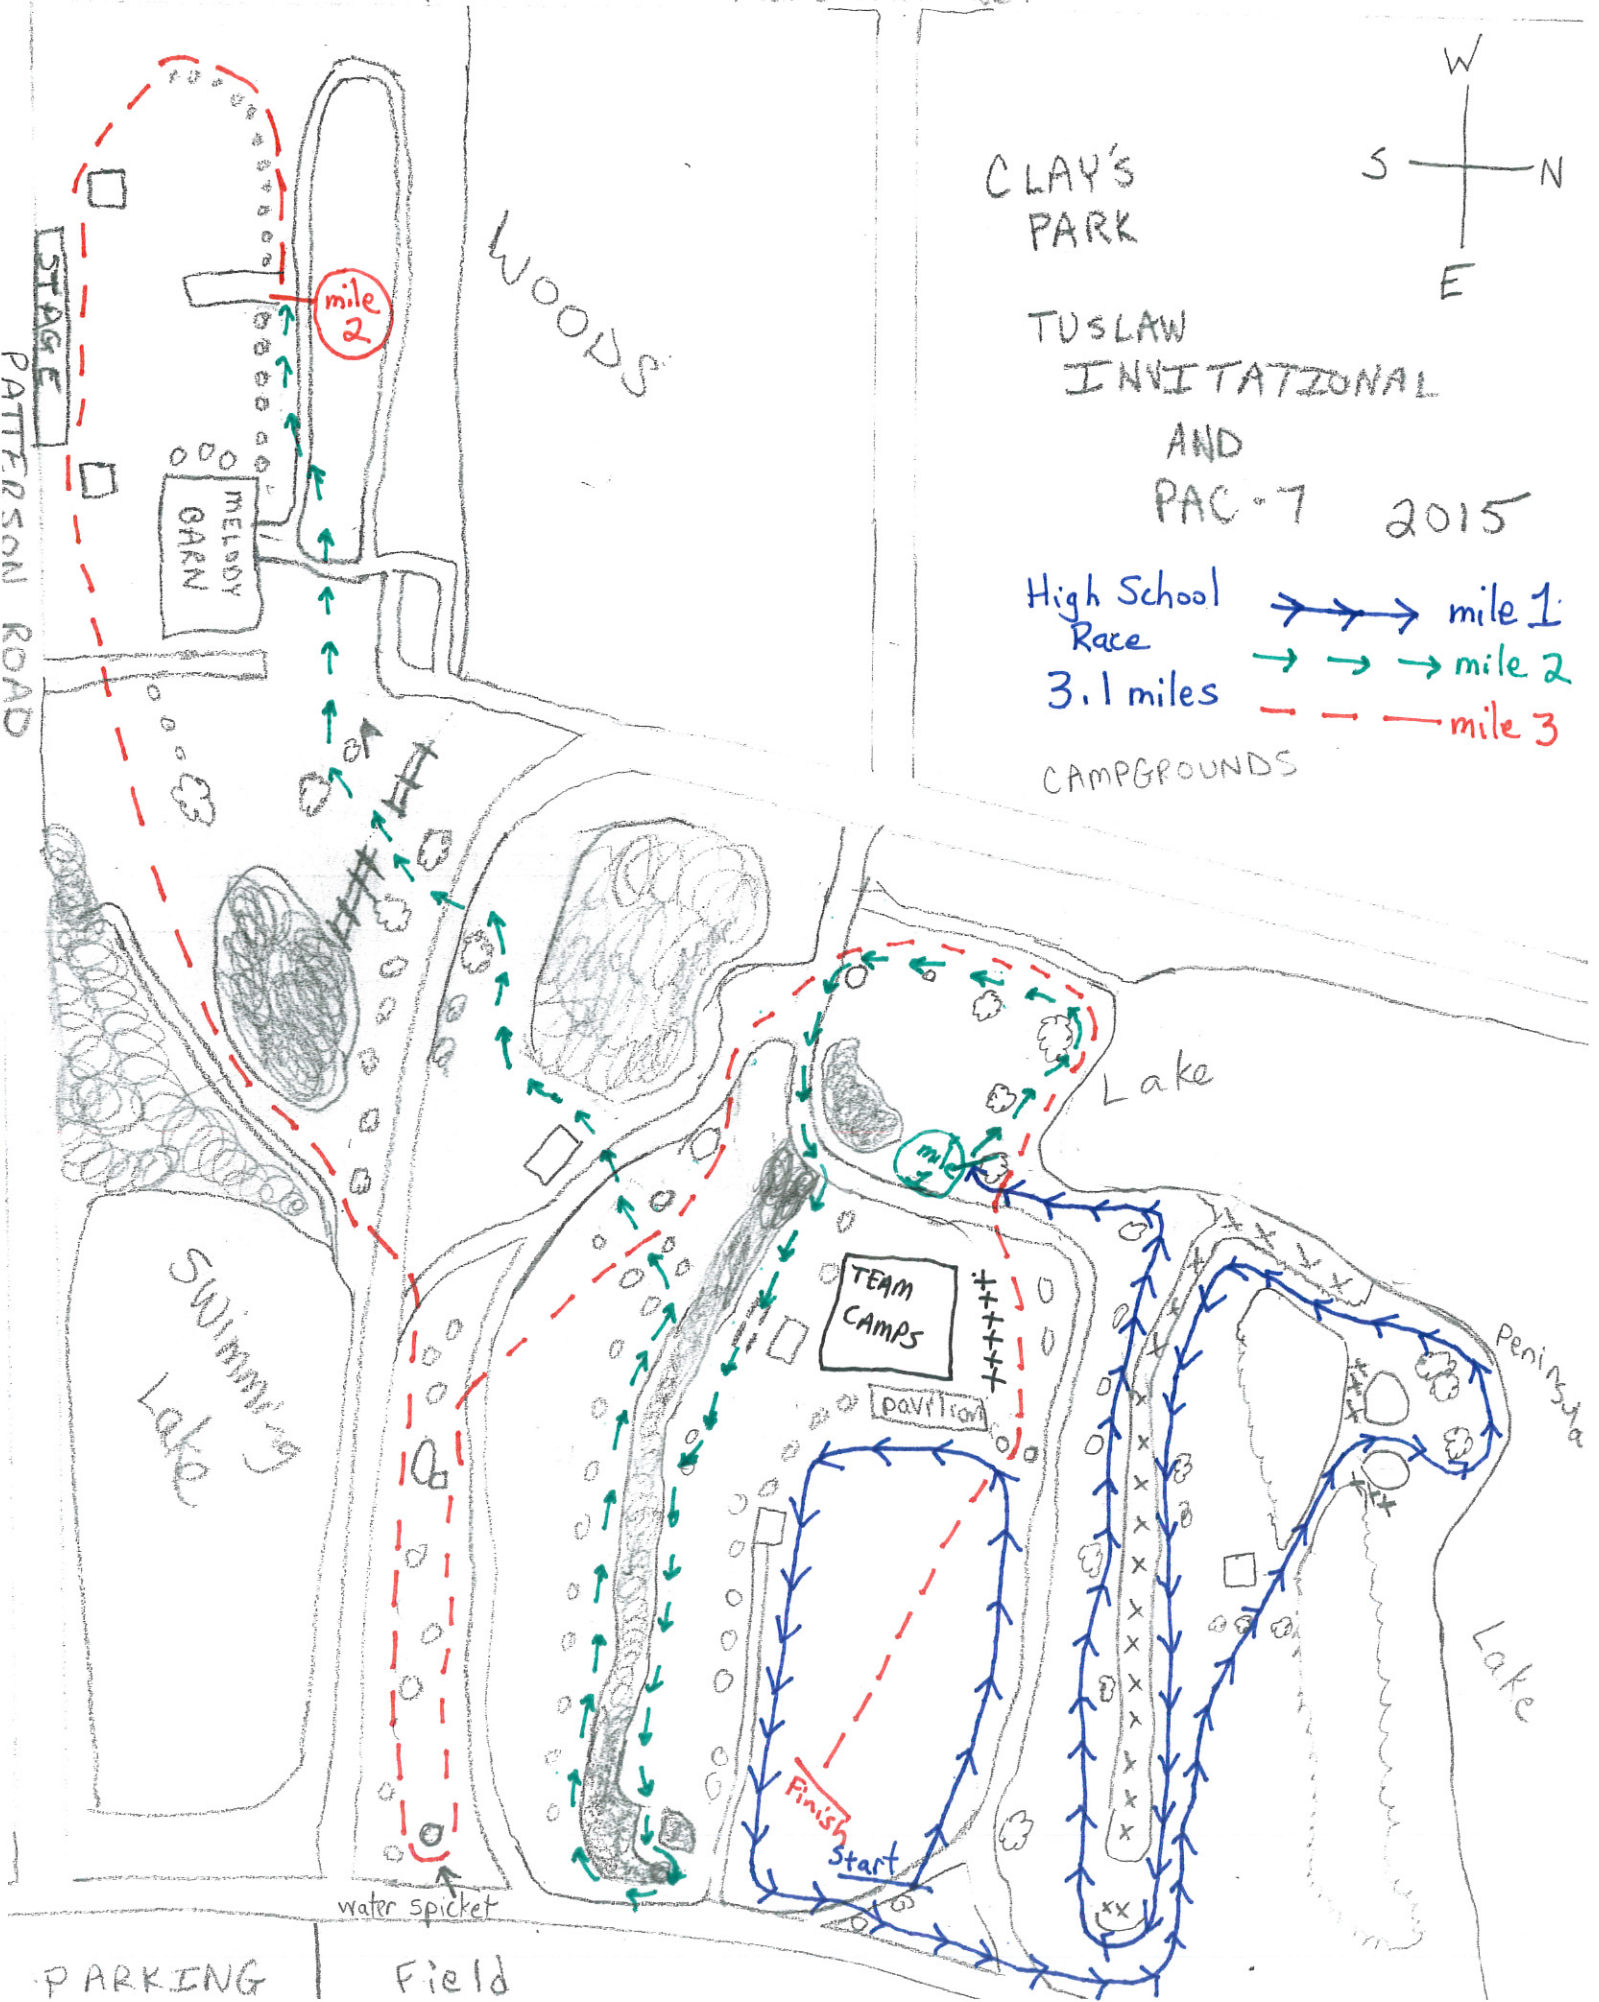 W
S N
E
CLAY'S
PARK
TUSLAW
INVITATIONAL
AND
PAC-7 2015
High School
Race
3.1 miles
mile 1
mile 2
mile 3
CAMPGROUNDS
WOODS
mile
2
STAGE
PATTERSON ROAD
MELODY
BARN
Lake
mile
1
TEAM
CAMPS
pavilion
Peninsula
Swimming
Lake
Lake
Finish
Start
water spicket
PARKING
Field